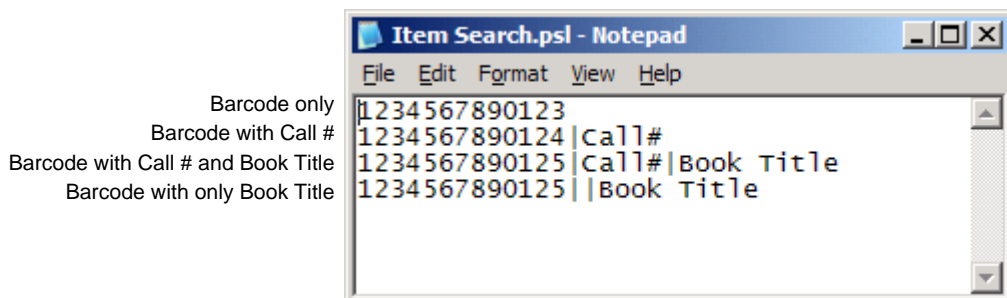 Item Search.psl - Notepad
File Edit Format View Help
Barcode only
1234567890123
Barcode with Call #
1234567890124|Call#
Barcode with Call # and Book Title
1234567890125|Call#|Book Title
Barcode with only Book Title
1234567890125||Book Title